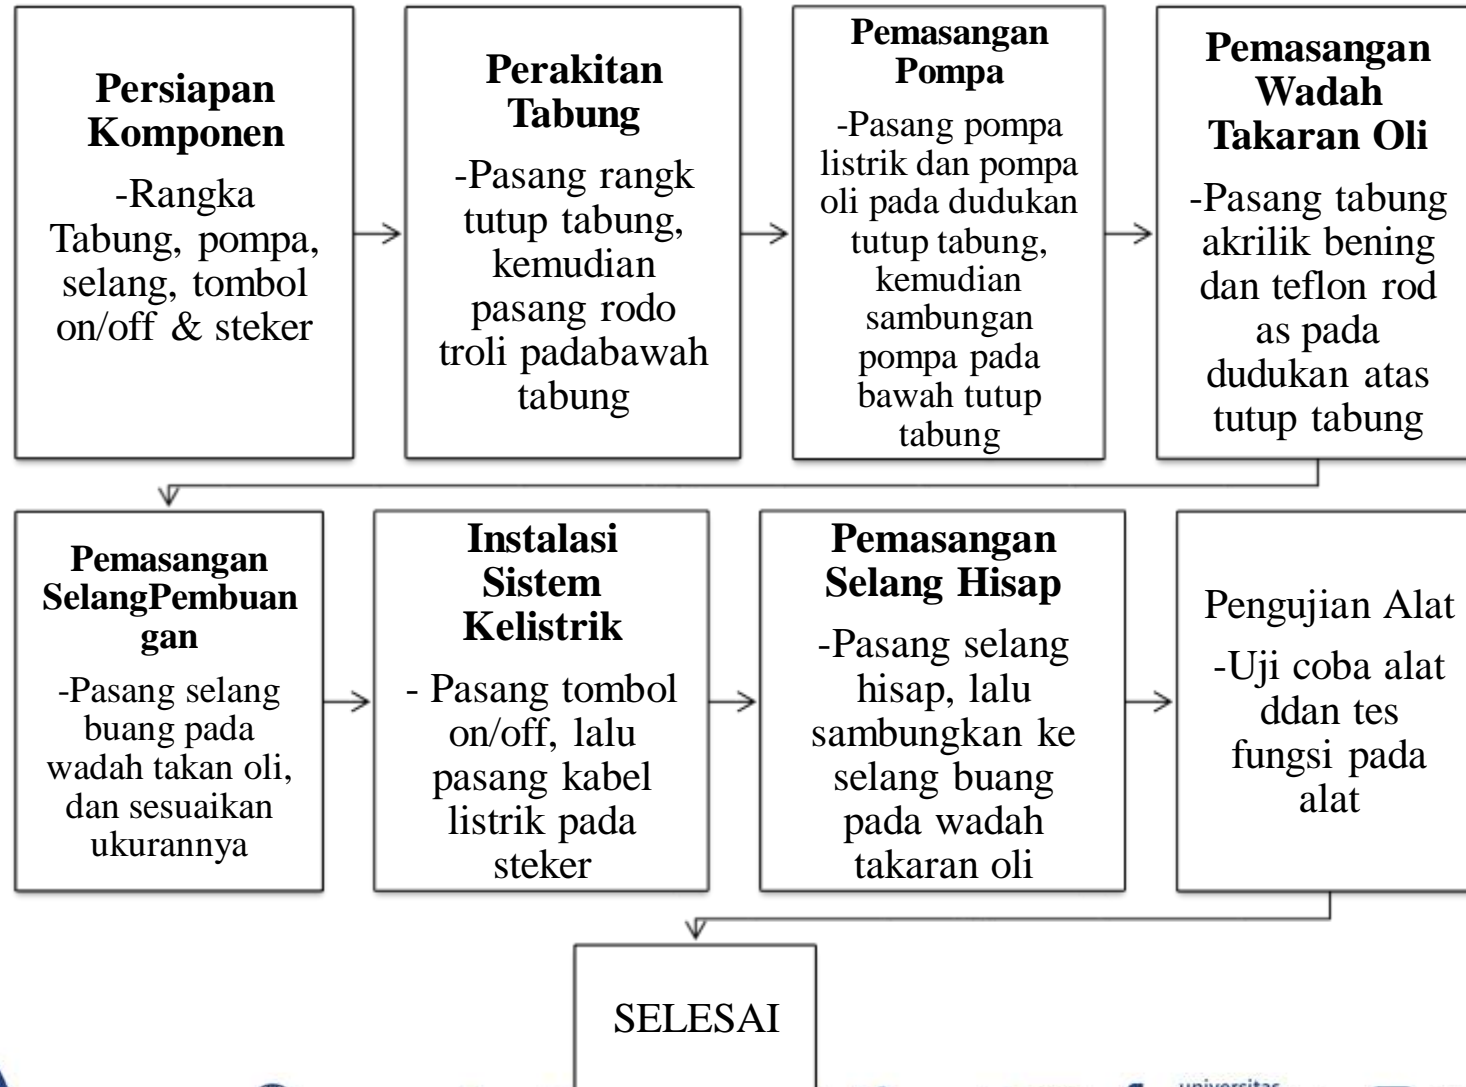 Persiapan
Komponen
-Rangka
Tabung, pompa,
selang, tombol
on/off & steker
Perakitan
Tabung
-Pasang rangk
tutup tabung,
kemudian
pasang rodo
troli padabawah
tabung
Pemasangan
Pompa
-Pasang pompa
listrik dan pompa
oli pada dudukan
tutup tabung,
kemudian
sambungan
pompa pada
bawah tutup
tabung
Pemasangan
Wadah
Takaran Oli
-Pasang tabung
akrilik bening
dan teflon rod
as pada
dudukan atas
tutup tabung
Pemasangan
SelangPembuan
gan
-Pasang selang
buang pada
wadah takan oli,
dan sesuaikan
ukurannya
Instalasi
Sistem
Kelistrik
- Pasang tombol
on/off, lalu
pasang kabel
listrik pada
steker
Pemasangan
Selang Hisap
-Pasang selang
hisap, lalu
sambungkan ke
selang buang
pada wadah
takaran oli
Pengujian Alat
-Uji coba alat
ddan tes
fungsi pada
alat
SELESAI
universitas